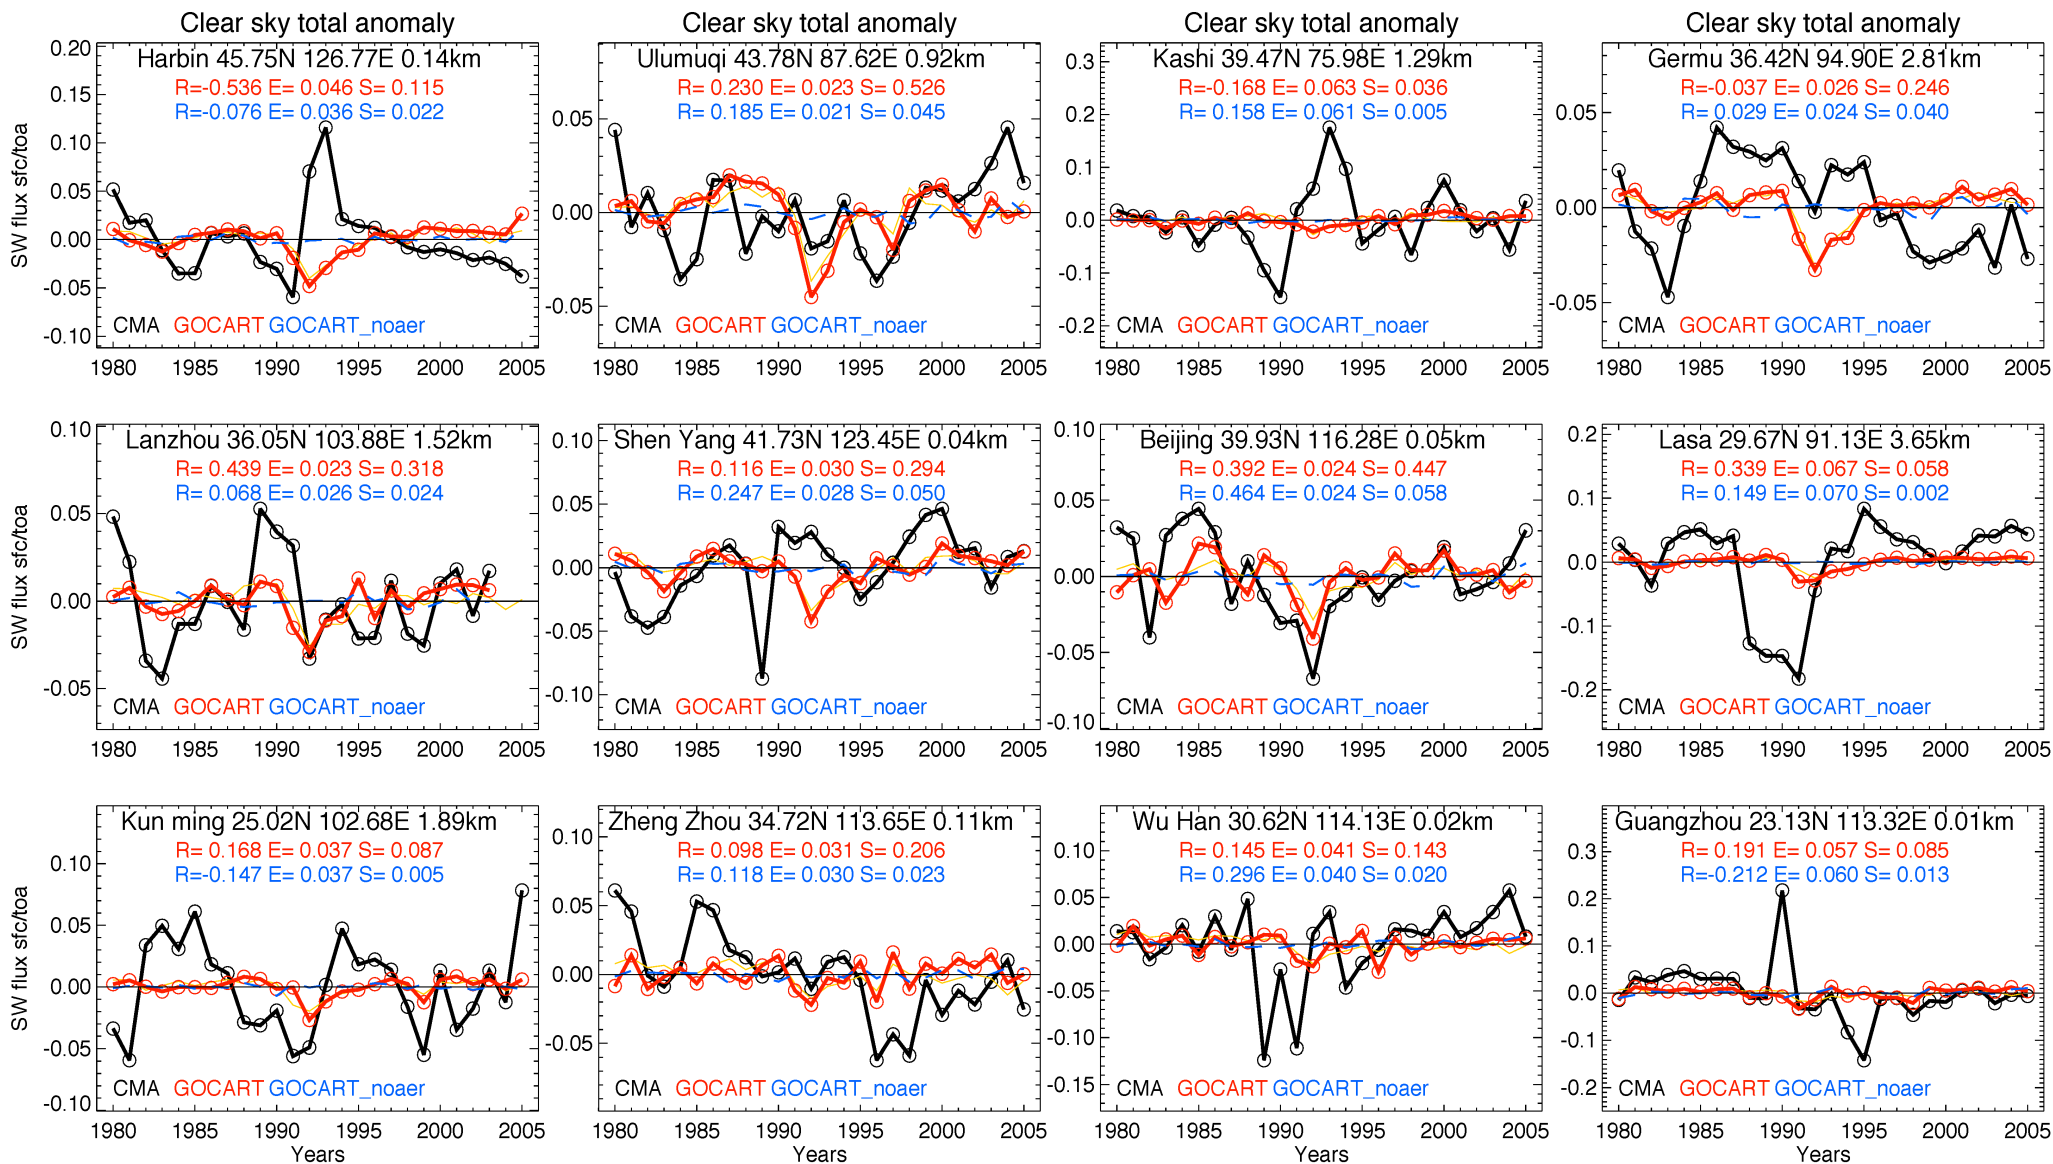 Clear sky total anomaly
Harbin 45.75N 126.77E 0.14km
R=-0.536 E= 0.046 S= 0.115
R=-0.076 E= 0.036 S= 0.022
SW flux sfc/toa
0.20
0.15
0.10
0.05
0.00
-0.05
-0.10
CMA GOCART GOCART_noaer
1980 1985 1990 1995 2000 2005
Clear sky total anomaly
Ulumuqi 43.78N 87.62E 0.92km
R= 0.230 E= 0.023 S= 0.526
R= 0.185 E= 0.021 S= 0.045
0.05
0.00
-0.05
CMA GOCART GOCART_noaer
1980 1985 1990 1995 2000 2005
Clear sky total anomaly
Kashi 39.47N 75.98E 1.29km
R=-0.168 E= 0.063 S= 0.036
R= 0.158 E= 0.061 S= 0.005
0.3
0.2
0.1
0.0
-0.1
-0.2
CMA GOCART GOCART_noaer
1980 1985 1990 1995 2000 2005
Clear sky total anomaly
Germu 36.42N 94.90E 2.81km
R=-0.037 E= 0.026 S= 0.246
R= 0.029 E= 0.024 S= 0.040
0.05
0.00
-0.05
CMA GOCART GOCART_noaer
1980 1985 1990 1995 2000 2005
Lanzhou 36.05N 103.88E 1.52km
R= 0.439 E= 0.023 S= 0.318
R= 0.068 E= 0.026 S= 0.024
SW flux sfc/toa
0.10
0.05
0.00
-0.05
CMA GOCART GOCART_noaer
1980 1985 1990 1995 2000 2005
Shen Yang 41.73N 123.45E 0.04km
R= 0.116 E= 0.030 S= 0.294
R= 0.247 E= 0.028 S= 0.050
0.10
0.05
0.00
-0.05
-0.10
CMA GOCART GOCART_noaer
1980 1985 1990 1995 2000 2005
Beijing 39.93N 116.28E 0.05km
R= 0.392 E= 0.024 S= 0.447
R= 0.464 E= 0.024 S= 0.058
0.10
0.05
0.00
-0.05
-0.10
CMA GOCART GOCART_noaer
1980 1985 1990 1995 2000 2005
Lasa 29.67N 91.13E 3.65km
R= 0.339 E= 0.067 S= 0.058
R= 0.149 E= 0.070 S= 0.002
0.2
0.1
0.0
-0.1
-0.2
CMA GOCART GOCART_noaer
1980 1985 1990 1995 2000 2005
Kun ming 25.02N 102.68E 1.89km
R= 0.168 E= 0.037 S= 0.087
R=-0.147 E= 0.037 S= 0.005
SW flux sfc/toa
0.10
0.05
0.00
-0.05
-0.10
CMA GOCART GOCART_noaer
1980 1985 1990 1995 2000 2005
Years
Zheng Zhou 34.72N 113.65E 0.11km
R= 0.098 E= 0.031 S= 0.206
R= 0.118 E= 0.030 S= 0.023
0.10
0.05
0.00
-0.05
CMA GOCART GOCART_noaer
1980 1985 1990 1995 2000 2005
Years
Wu Han 30.62N 114.13E 0.02km
R= 0.145 E= 0.041 S= 0.143
R= 0.296 E= 0.040 S= 0.020
0.10
0.05
0.00
-0.05
-0.10
-0.15
CMA GOCART GOCART_noaer
1980 1985 1990 1995 2000 2005
Years
Guangzhou 23.13N 113.32E 0.01km
R= 0.191 E= 0.057 S= 0.085
R=-0.212 E= 0.060 S= 0.013
0.3
0.2
0.1
0.0
-0.1
-0.2
CMA GOCART GOCART_noaer
1980 1985 1990 1995 2000 2005
Years